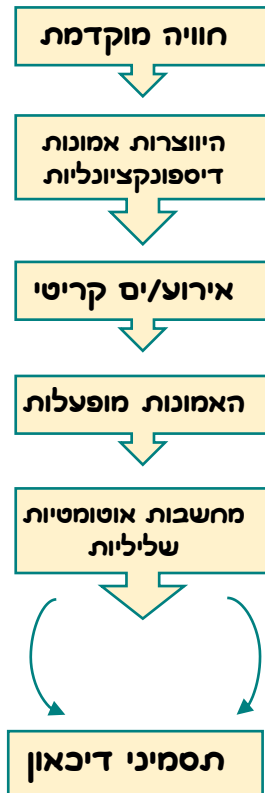 חוויה מוקדמת
היווצרות אמונות
דיספונקציונליות
אירוע/ים קריטי
האמונות מופעלות
מחשבות אוטומטיות
שליליות
תסמיני דיכאון